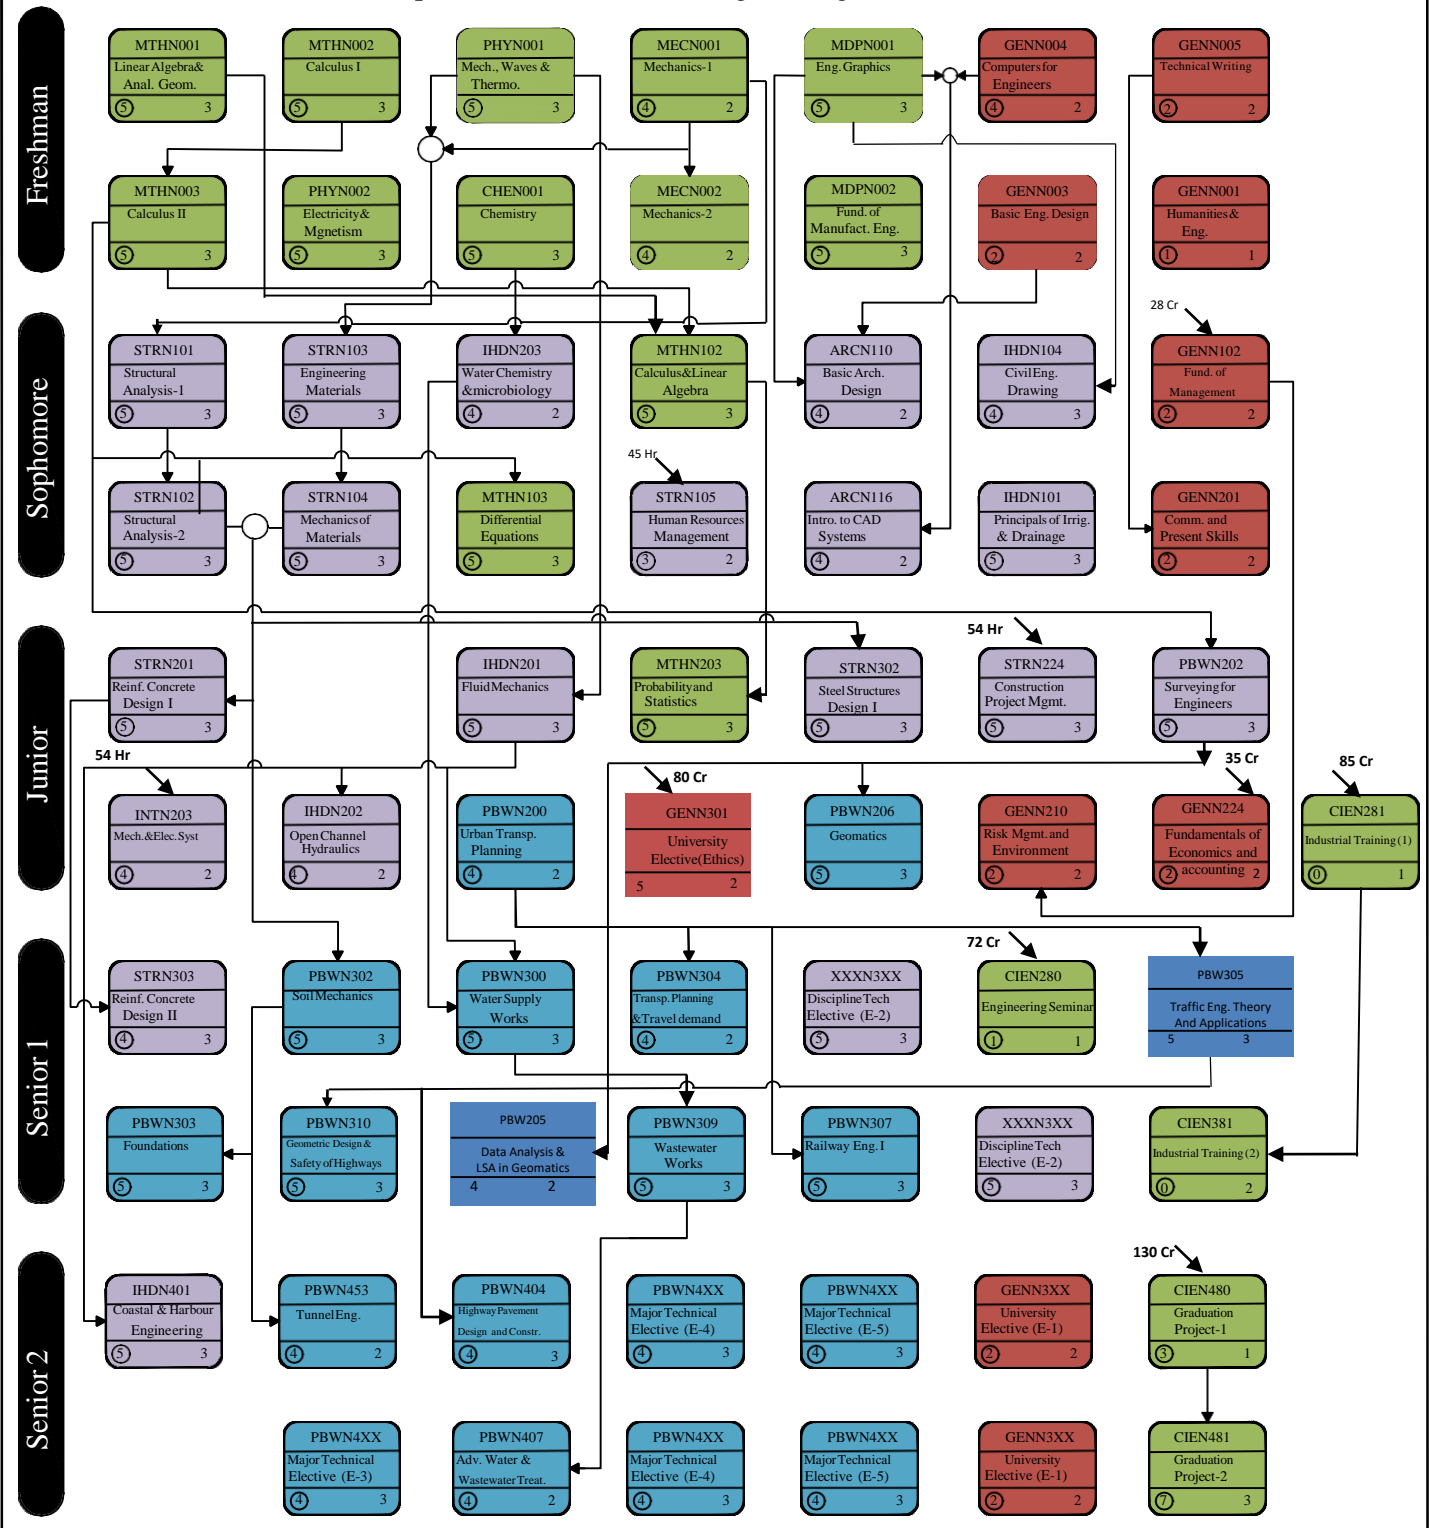 Freshman
MTHN001
Linear Algebra&
Anal. Geom.
5 3
MTHN002
Calculus I
5 3
PHYN001
Mech., Waves &
Thermo.
5 3
MECN001
Mechanics-1
4 2
MDPN001
Eng. Graphics
5 3
GENN004
Computers for
Engineers
4 2
GENN005
Technical Writing
2 2
MTHN003
Calculus II
5 3
PHYN002
Electricity &
Mgnetism
5 3
CHEN001
Chemistry
5 3
MECN002
Mechanics-2
4 2
MDPN002
Fund. of
Manufact. Eng.
5 3
GENN003
Basic Eng. Design
2 2
GENN001
Humanities &
Eng.
1 1
Sophomore
STRN101
Structural
Analysis-1
5 3
STRN103
Engineering
Materials
5 3
IHDN203
Water Chemistry
&microbiology
4 2
MTHN102
Calculus&Linear
Algebra
5 3
ARCN110
Basic Arch.
Design
4 2
IHDN104
Civil Eng.
Drawing
4 3
28 Cr
GENN102
Fund. of
Management
2 2
STRN102
Structural
Analysis-2
5 3
STRN104
Mechanics of
Materials
5 3
MTHN103
Differential
Equations
5 3
45 Hr
STRN105
Human Resources
Management
3 2
ARCN116
Intro. to CAD
Systems
4 2
IHDN101
Principals of Irrig.
& Drainage
5 3
GENN201
Comm. and
Present Skills
2 2
Junior
STRN201
Reinf. Concrete
Design I
5 3
IHDN201
Fluid Mechanics
5 3
MTHN203
Probability and
Statistics
5 3
STRN302
Steel Structures
Design I
5 3
54 Hr
STRN224
Construction
Project Mgmt.
5 3
PBWN202
Surveying for
Engineers
5 3
54 Hr
INTN203
Mech.&Elec.Syst
4 2
IHDN202
Open Channel
Hydraulics
4 2
PBWN200
Urban Transp.
Planning
4 2
80 Cr
GENN301
University
Elective(Ethics)
5 2
PBWN206
Geomatics
5 3
GENN210
Risk Mgmt. and
Environment
2 2
35 Cr
GENN224
Fundamentals of
Economics and
accounting
2 2
85 Cr
CIEN281
Industrial Training (1)
0 1
Senior 1
STRN303
Reinf. Concrete
Design II
4 3
PBWN302
Soil Mechanics
5 3
PBWN300
Water Supply
Works
5 3
PBWN304
Transp. Planning
&Travel demand
4 2
XXXN3XX
Discipline Tech
Elective (E-2)
5 3
72 Cr
CIEN280
Engineering Seminar
1 1
PBW305
Traffic Eng. Theory
And Applications
5 3
PBWN303
Foundations
5 3
PBWN310
Geometric Design &
Safety of Highways
5 3
PBW205
Data Analysis &
LSA in Geomatics
4 2
PBWN309
Wastewater
Works
5 3
PBWN307
Railway Eng. I
5 3
XXXN3XX
Discipline Tech
Elective (E-2)
5 3
CIEN381
Industrial Training (2)
0 2
Senior 2
IHDN401
Coastal & Harbour
Engineering
5 3
PBWN453
Tunnel Eng.
4 2
PBWN404
Highway Pavement
Design and Constr.
4 3
PBWN4XX
Major Technical
Elective (E-4)
4 3
PBWN4XX
Major Technical
Elective (E-5)
4 3
GENN3XX
University
Elective (E-1)
2 2
130 Cr
CIEN480
Graduation
Project-1
3 1
PBWN4XX
Major Technical
Elective (E-3)
4 3
PBWN407
Adv. Water &
Wastewater Treat.
4 2
PBWN4XX
Major Technical
Elective (E-4)
4 3
PBWN4XX
Major Technical
Elective (E-5)
4 3
GENN3XX
University
Elective (E-1)
2 2
CIEN481
Graduation
Project-2
7 3